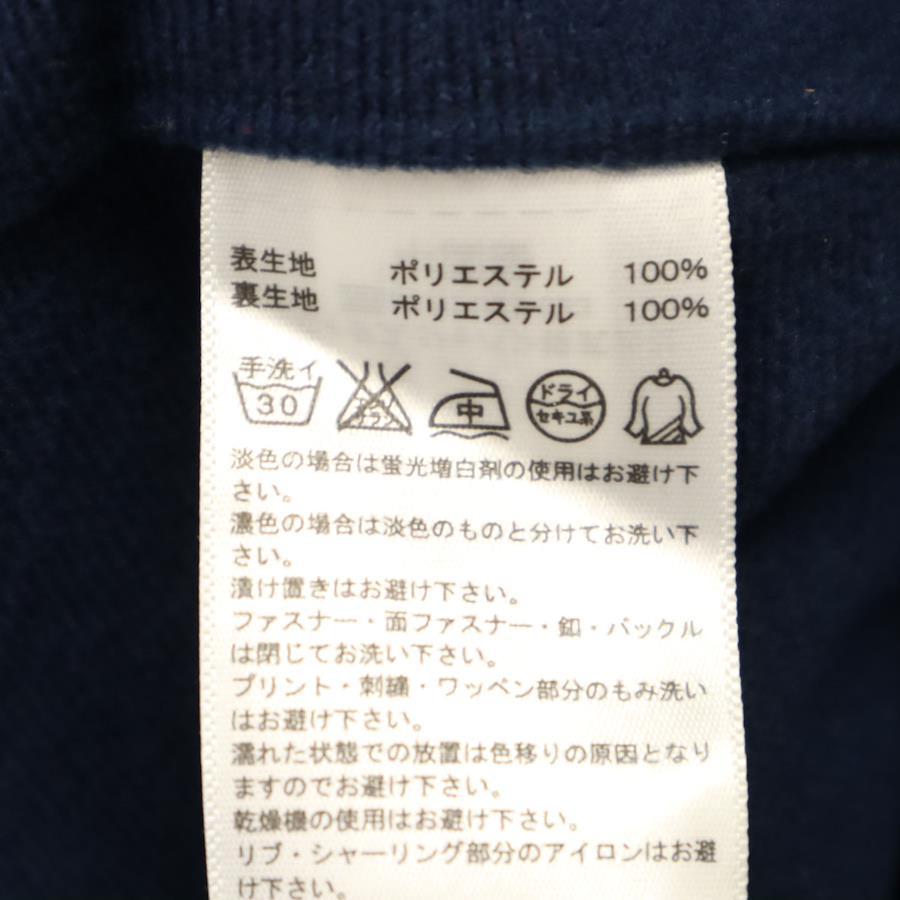 表生地 ポリエステル 100%
裏生地 ポリエステル 100%
手洗イ 30 中 ドライ セキユ系
淡色の場合は蛍光増白剤の使用はお避け下
さい。
濃色の場合は淡色のものと分けてお洗い下
さい。
漬け置きはお避け下さい。
ファスナー・面ファスナー・釦・バックル
は閉じてお洗い下さい。
プリント・刺繍・ワッペン部分のもみ洗い
はお避け下さい。
濡れた状態での放置は色移りの原因となり
ますのでお避け下さい。
乾燥機の使用はお避け下さい。
リブ・シャーリング部分のアイロンはお避
け下さい。